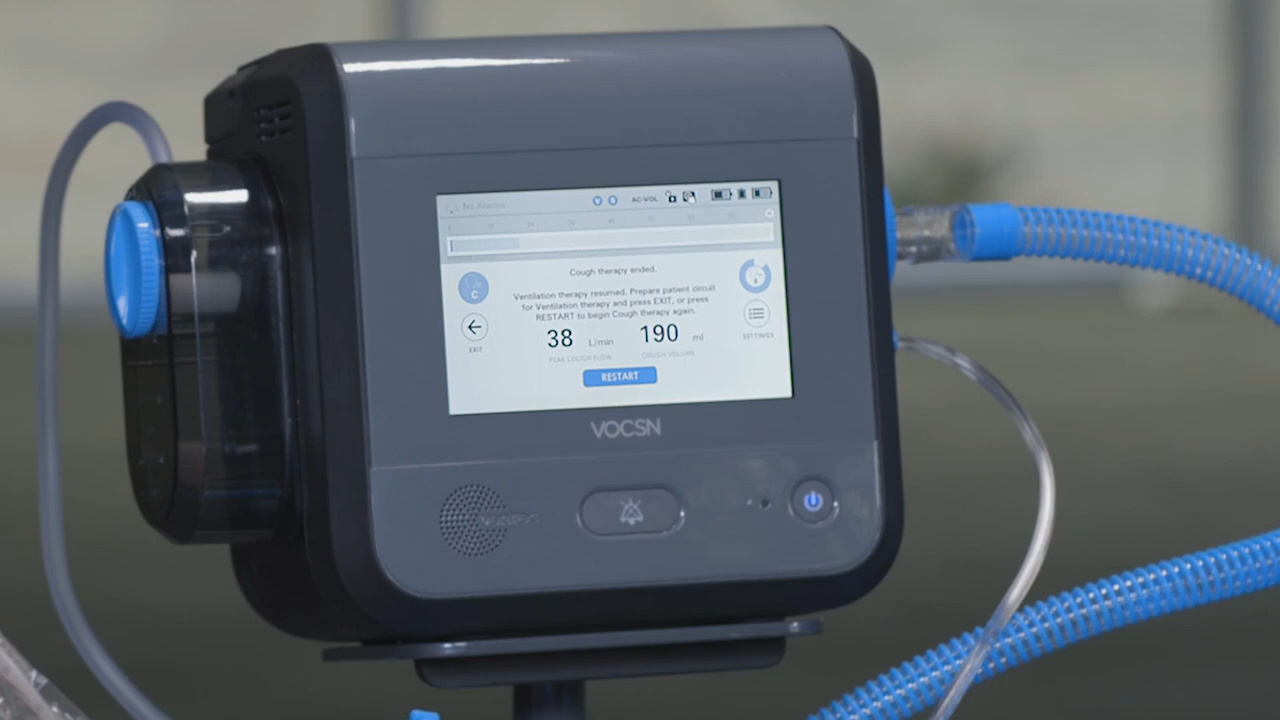 No Alarms
AC-VOL
Cough therapy ended.
Ventilation therapy resumed. Prepare patient circuit
for Ventilation therapy and press EXIT, or press
RESTART to begin Cough therapy again.
C
EXIT
SETTINGS
38 L/min
190 ml
PEAK COUGH FLOW
COUGH VOLUME
RESTART
VOCSN